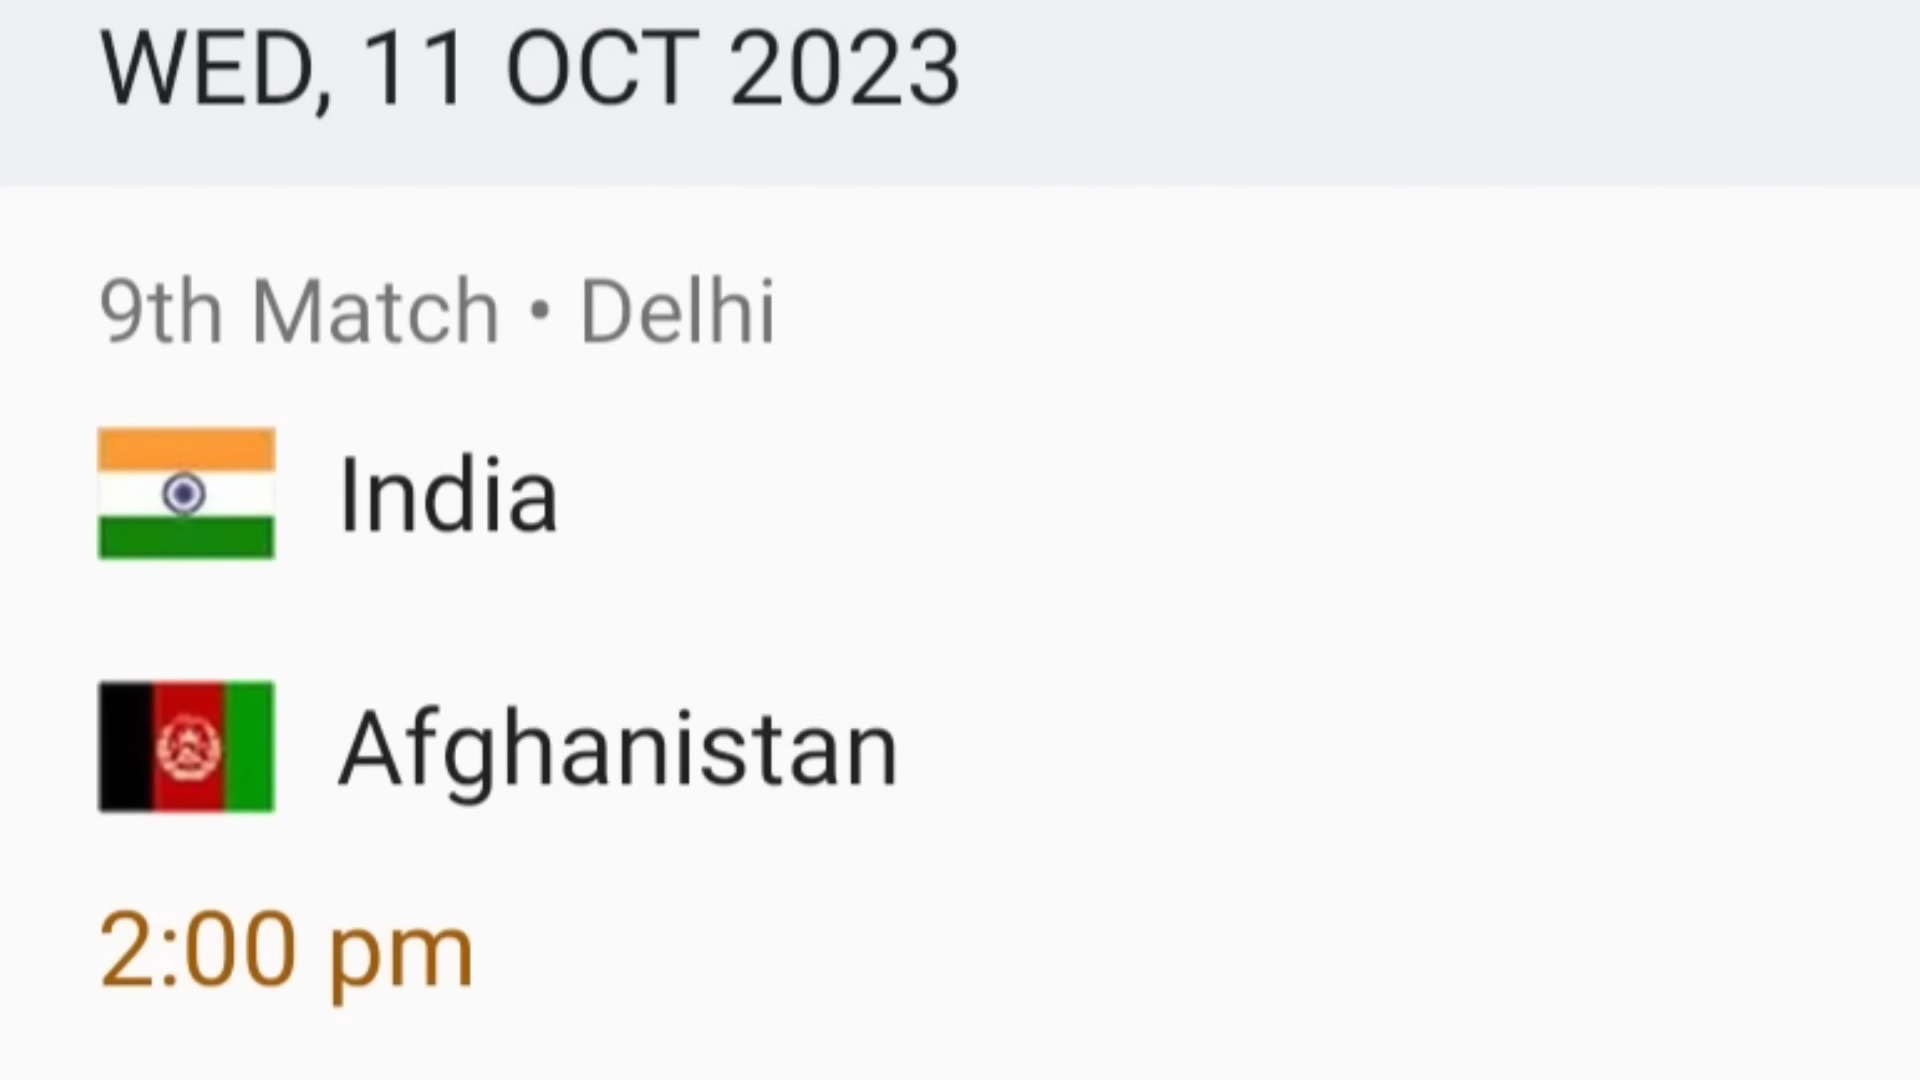 WED, 11 OCT 2023
9th Match • Delhi
India
Afghanistan
2:00 pm